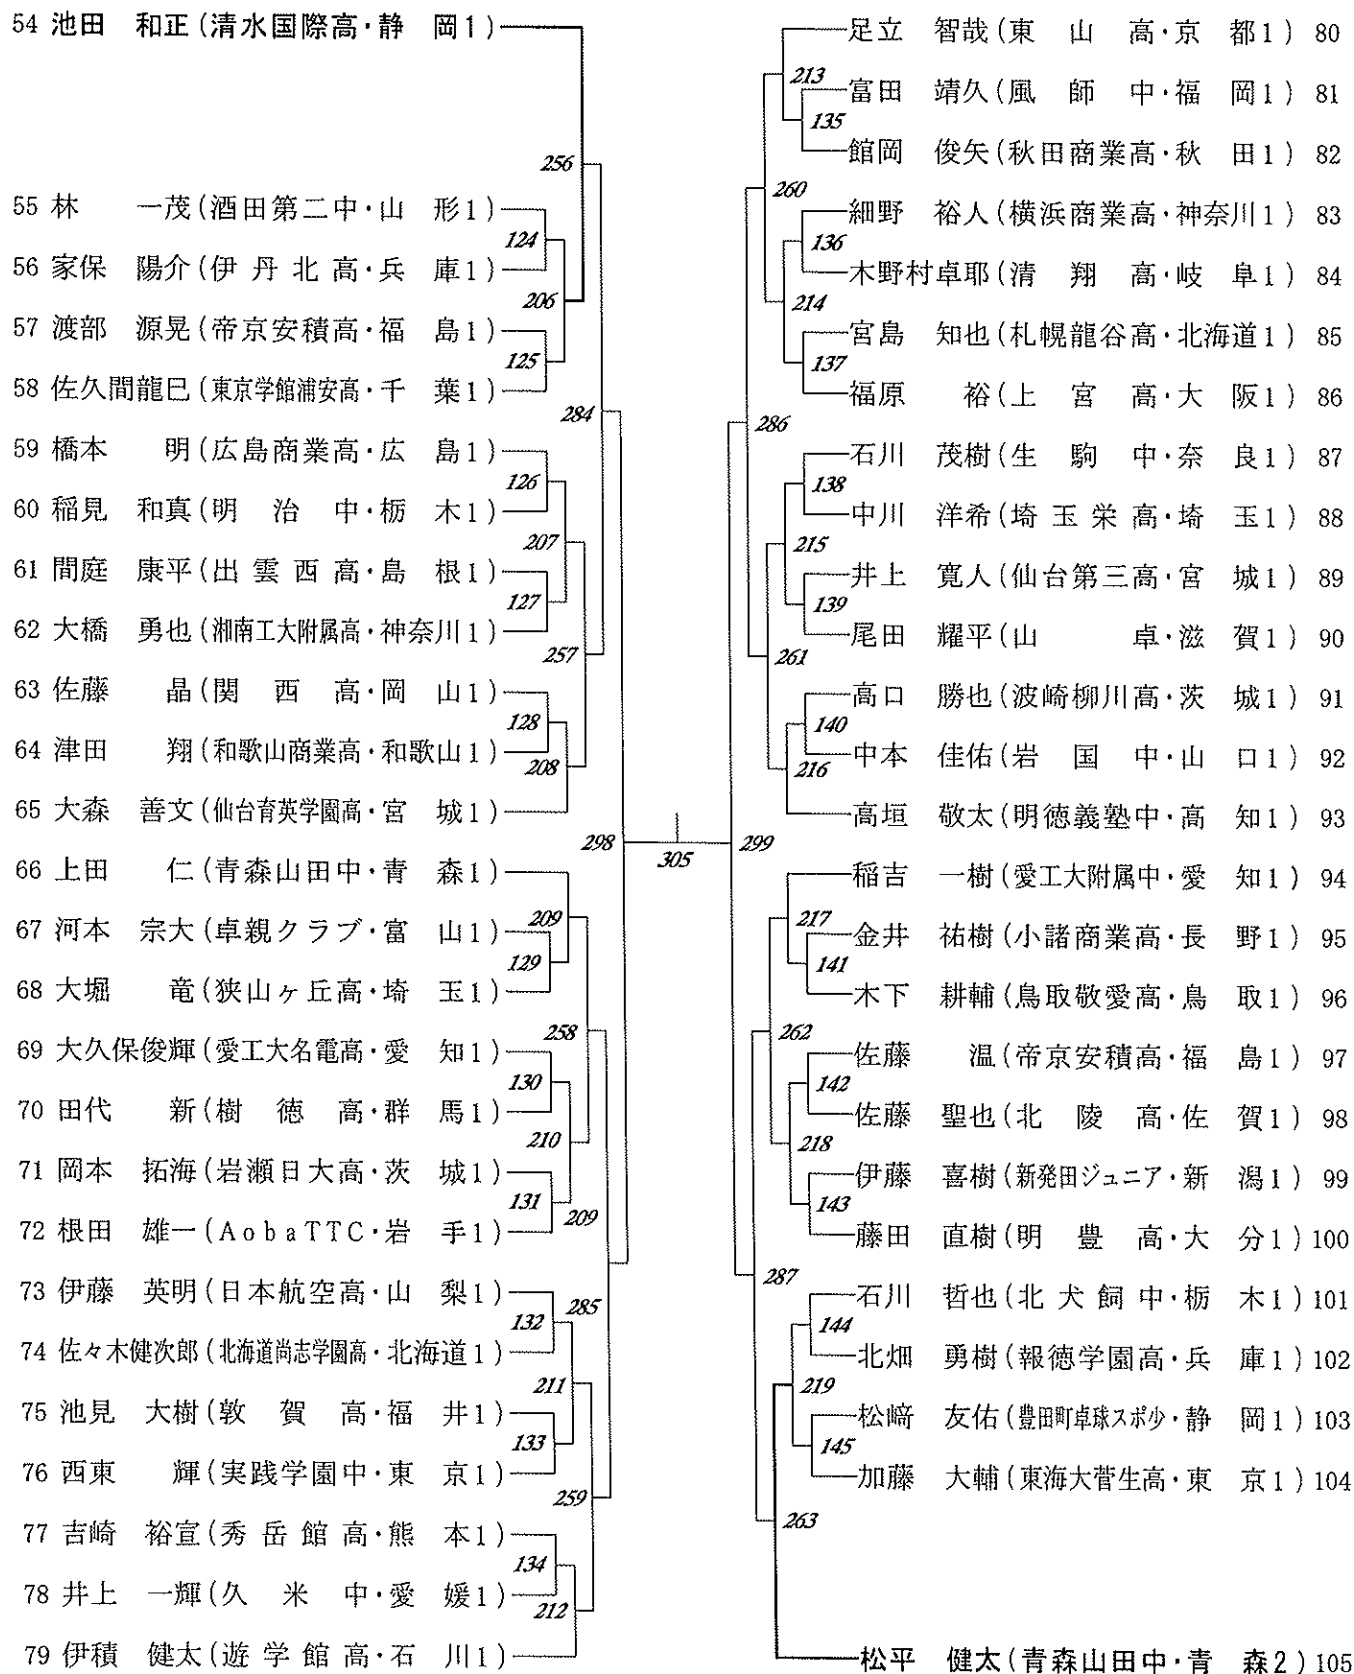 54 池田 和正(清水国際高・静 岡1)
256
55 林 一茂(酒田第二中・山 形1)
124
56 家保 陽介(伊丹北高・兵 庫1)
206
57 渡部 源晃(帝京安積高・福 島1)
125
58 佐久間龍巳(東京学館浦安高・千 葉1)
284
59 橋本 明(広島商業高・広 島1)
126
60 稲見 和真(明 治 中・栃 木1)
207
61 間庭 康平(出雲西高・島 根1)
127
62 大橋 勇也(湘南工大附属高・神奈川1)
257
63 佐藤 晶(関 西 高・岡 山1)
128
64 津田 翔(和歌山商業高・和歌山1)
208
65 大森 善文(仙台育英学園高・宮 城1)
298
66 上田 仁(青森山田中・青 森1)
209
67 河本 宗大(卓親クラブ・富 山1)
129
68 大堀 竜(狭山ヶ丘高・埼 玉1)
258
69 大久保俊輝(愛工大名電高・愛 知1)
130
70 田代 新(樹 徳 高・群 馬1)
210
71 岡本 拓海(岩瀬日大高・茨 城1)
131
209
72 根田 雄一(AobaTTC・岩 手1)
73 伊藤 英明(日本航空高・山 梨1)
285
132
74 佐々木健次郎(北海道尚志学園高・北海道1)
211
75 池見 大樹(敦 賀 高・福 井1)
133
76 西東 輝(実践学園中・東 京1)
259
77 吉崎 裕宣(秀岳館高・熊 本1)
134
78 井上 一輝(久 米 中・愛 媛1)
212
79 伊積 健太(遊学館高・石 川1)
305
足立 智哉(東 山 高・京 都1) 80
213
富田 靖久(風 師 中・福 岡1) 81
135
館岡 俊矢(秋田商業高・秋 田1) 82
260
細野 裕人(横浜商業高・神奈川1) 83
136
木野村卓耶(清 翔 高・岐 阜1) 84
214
宮島 知也(札幌龍谷高・北海道1) 85
137
福原 裕(上 宮 高・大 阪1) 86
286
石川 茂樹(生 駒 中・奈 良1) 87
138
中川 洋希(埼玉栄高・埼 玉1) 88
215
井上 寛人(仙台第三高・宮 城1) 89
139
尾田 耀平(山 卓・滋 賀1) 90
261
高口 勝也(波崎柳川高・茨 城1) 91
140
中本 佳佑(岩 国 中・山 口1) 92
216
高垣 敬太(明徳義塾中・高 知1) 93
299
稲吉 一樹(愛工大附属中・愛 知1) 94
217
金井 祐樹(小諸商業高・長 野1) 95
141
木下 耕輔(鳥取敬愛高・鳥 取1) 96
262
佐藤 温(帝京安積高・福 島1) 97
142
佐藤 聖也(北 陵 高・佐 賀1) 98
218
伊藤 喜樹(新発田ジュニア・新 潟1) 99
143
藤田 直樹(明 豊 高・大 分1) 100
287
石川 哲也(北犬飼中・栃 木1) 101
144
北畑 勇樹(報徳学園高・兵 庫1) 102
219
松﨑 友佑(豊田町卓球スポ少・静 岡1) 103
145
加藤 大輔(東海大菅生高・東 京1) 104
263
松平 健太(青森山田中・青 森2) 105